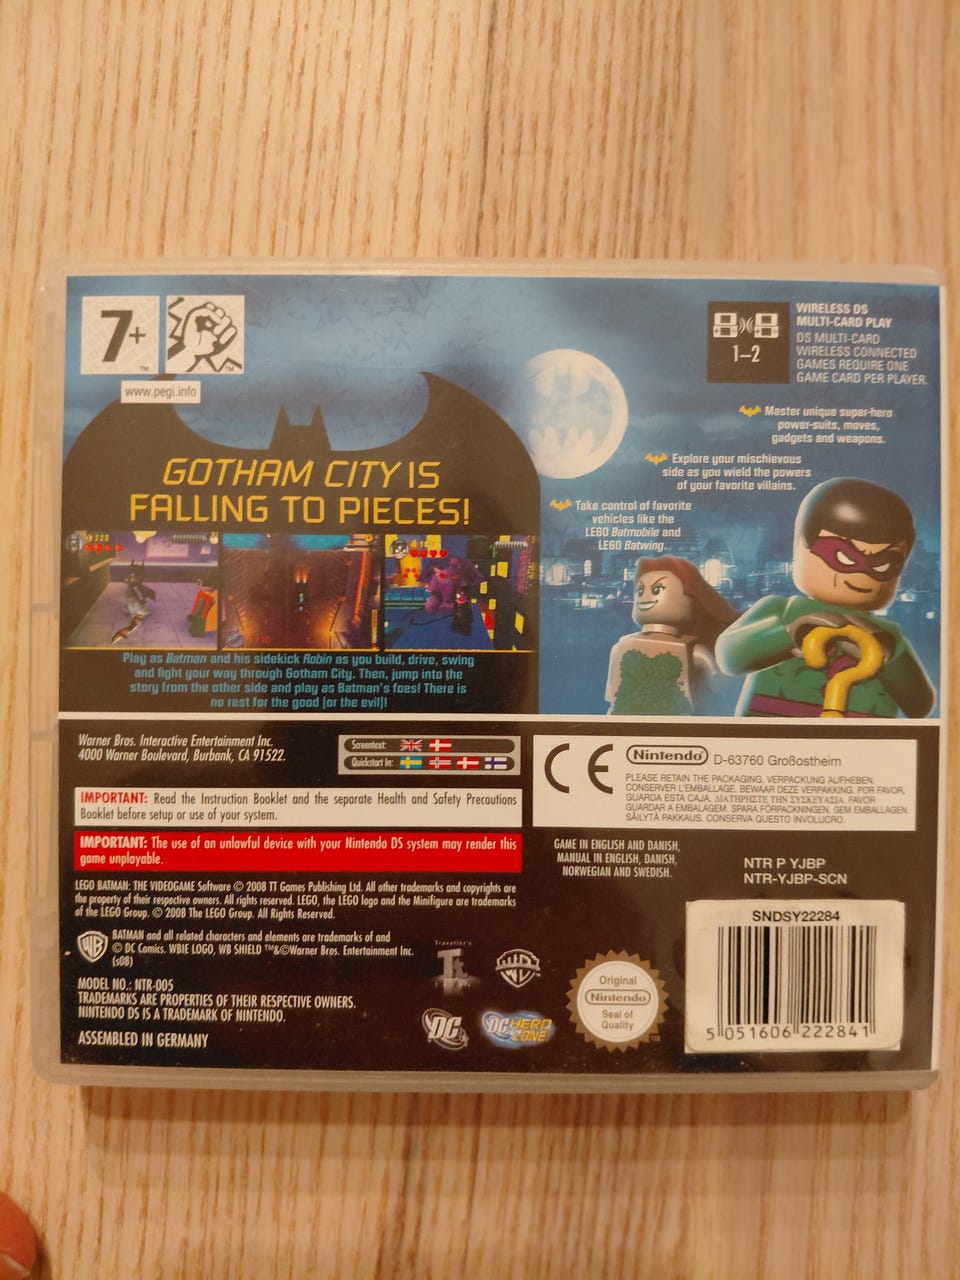 7+
TM
TM
www.pegi.info
1–2
WIRELESS DS
MULTI-CARD PLAY
DS MULTI-CARD
WIRELESS CONNECTED
GAMES REQUIRE ONE
GAME CARD PER PLAYER.
GOTHAM CITY IS
FALLING TO PIECES!
Master unique super-hero
power-suits, moves,
gadgets and weapons.
Explore your mischievous
side as you wield the powers
of your favorite villains.
Take control of favorite
vehicles like the
LEGO Batmobile and
LEGO Batwing.
Play as Batman and his sidekick Robin as you build, drive, swing
and fight your way through Gotham City. Then, jump into the
story from the other side and play as Batman's foes! There is
no rest for the good (or the evil)!
Warner Bros. Interactive Entertainment Inc.
4000 Warner Boulevard, Burbank, CA 91522.
Screentext:
Quickstart In:
IMPORTANT: Read the Instruction Booklet and the separate Health and Safety Precautions
Booklet before setup or use of your system.
IMPORTANT: The use of an unlawful device with your Nintendo DS system may render this
game unplayable.
CE
Nintendo D-63760 Großostheim
PLEASE RETAIN THE PACKAGING. VERPACKUNG AUFHEBEN.
CONSERVER L'EMBALLAGE. BEWAAR DEZE VERPAKKING. POR FAVOR,
GUARDA ESTA CAJA. ΔΙΑΤΗΡΗΣΤΕ ΤΗΝ ΣΥΣΚΕΥΑΣΙΑ. FAVOR
GUARDAR A EMBALAGEM. SPARA FÖRPACKNINGEN. GEM EMBALLAGEN.
SÄILYTÄ PAKKAUS. CONSERVA QUESTO INVOLUCRO.
GAME IN ENGLISH AND DANISH,
MANUAL IN ENGLISH, DANISH,
NORWEGIAN AND SWEDISH.
NTR P YJBP
NTR-YJBP-SCN
LEGO BATMAN: THE VIDEOGAME Software © 2008 TT Games Publishing Ltd. All other trademarks and copyrights are
the property of their respective owners. All rights reserved. LEGO, the LEGO logo and the Minifigure are trademarks
of the LEGO Group. © 2008 The LEGO Group. All Rights Reserved.
WB
BATMAN and all related characters and elements are trademarks of and
© DC Comics. WBIE LOGO, WB SHIELD ™&©Warner Bros. Entertainment Inc.
(s08)
MODEL NO.: NTR-005
TRADEMARKS ARE PROPERTIES OF THEIR RESPECTIVE OWNERS.
NINTENDO DS IS A TRADEMARK OF NINTENDO.
ASSEMBLED IN GERMANY
Traveller's
DC
DC HERO
ZONE
Original
Nintendo
Seal of
Quality
TM
SNDSY22284
5 051606 222841